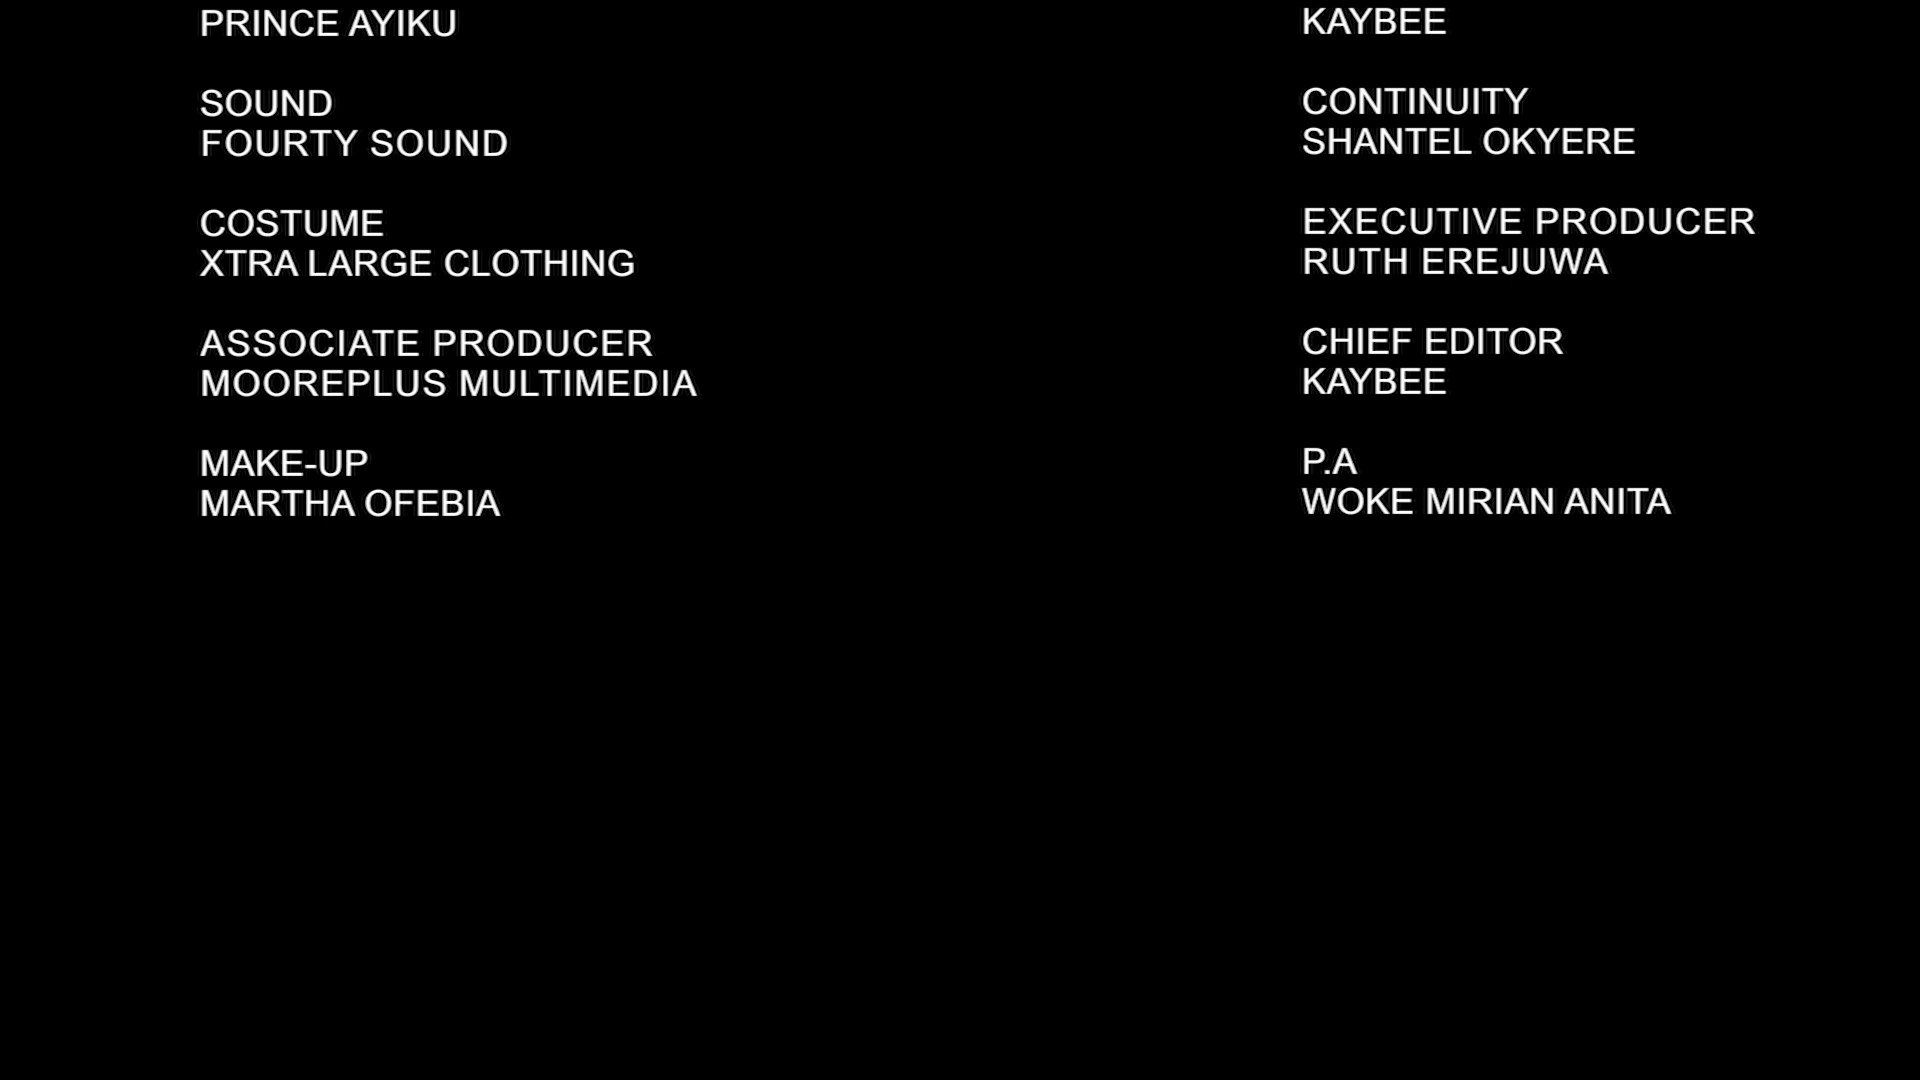 PRINCE AYIKU
SOUND
FOURTY SOUND
COSTUME
XTRA LARGE CLOTHING
ASSOCIATE PRODUCER
MOOREPLUS MULTIMEDIA
MAKE-UP
MARTHA OFEBIA
KAYBEE
CONTINUITY
SHANTEL OKYERE
EXECUTIVE PRODUCER
RUTH EREJUWA
CHIEF EDITOR
KAYBEE
P.A
WOKE MIRIAN ANITA